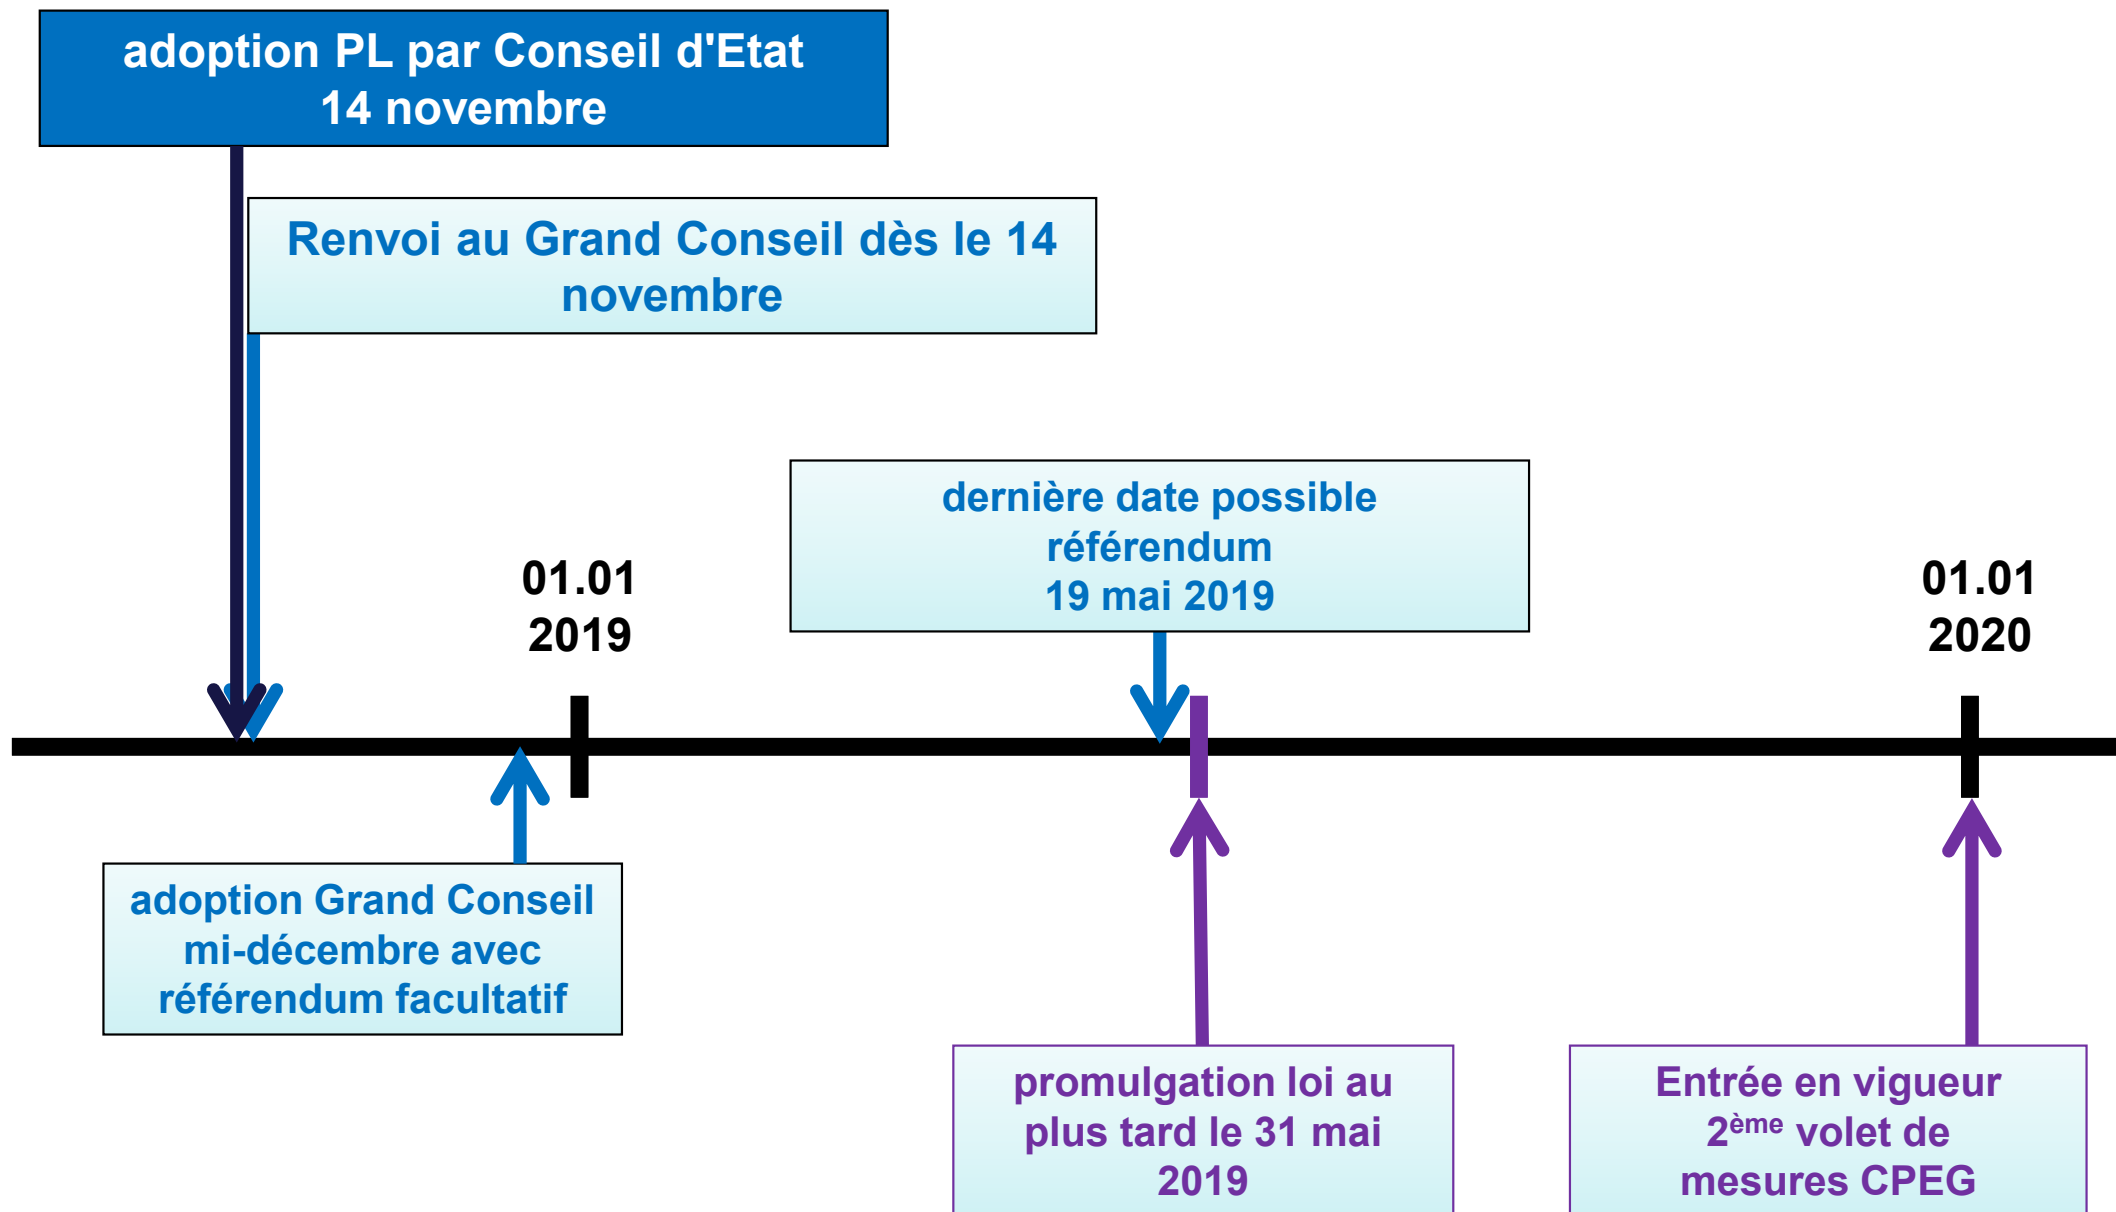 adoption PL par Conseil d'Etat
14 novembre
Renvoi au Grand Conseil dès le 14
novembre
dernière date possible
référendum
19 mai 2019
01.01
2019
01.01
2020
adoption Grand Conseil
mi-décembre avec
référendum facultatif
promulgation loi au
plus tard le 31 mai
2019
Entrée en vigueur
2ème volet de
mesures CPEG